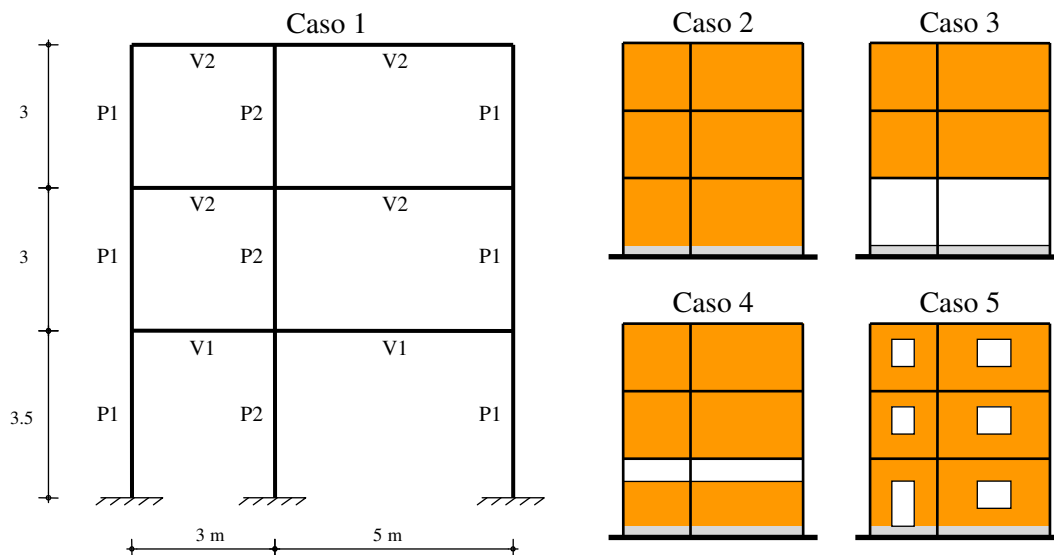 Caso 1
V2 V2
3 P1 P2 P1
V2 V2
3 P1 P2 P1
V1 V1
3.5 P1 P2 P1
3 m 5 m
Caso 2
Caso 3
Caso 4
Caso 5